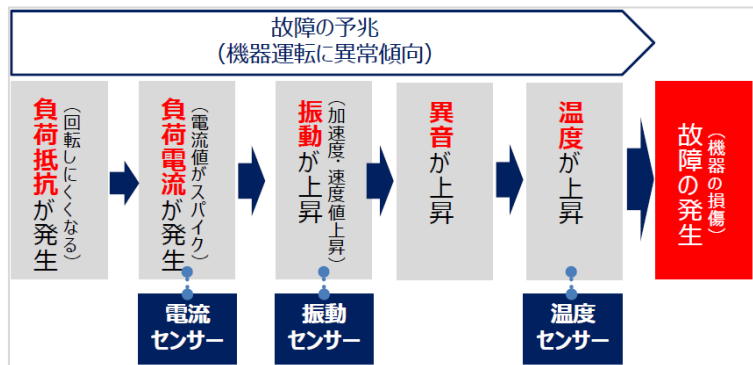 故障の予兆
（機器運転に異常傾向）
負荷抵抗が発生
（回転しにくくなる）
負荷電流が発生
（電流値がスパイク）
振動が上昇
（加速度・速度値上昇）
異音が上昇
温度が上昇
故障の発生
（機器の損傷）
電流
センサー
振動
センサー
温度
センサー